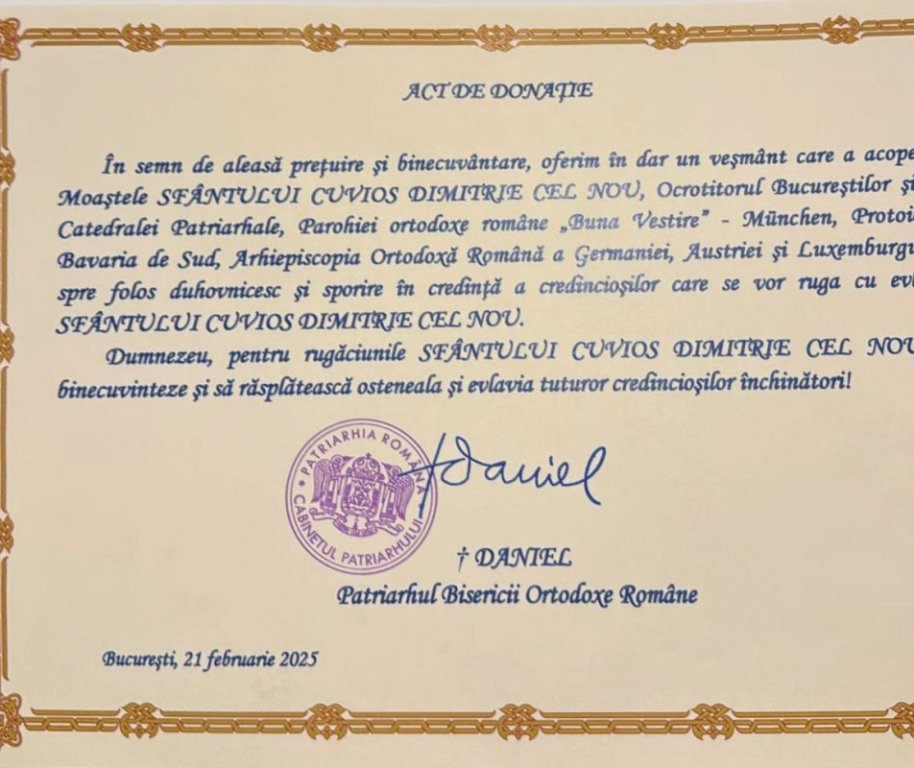 ACT DE DONAȚIE
În semn de aleasă prețuire și binecuvântare, oferim în dar un veșmânt care a acope
Moaștele SFÂNTULUI CUVIOS DIMITRIE CEL NOU, Ocrotitorul Bucureștilor și
Catedralei Patriarhale, Parohiei ortodoxe române „Buna Vestire” - München, Protoi
Bavaria de Sud, Arhiepiscopia Ortodoxă Română a Germaniei, Austriei și Luxemburgu
spre folos duhovnicesc și sporire în credință a credincioșilor care se vor ruga cu evl
SFÂNTULUI CUVIOS DIMITRIE CEL NOU.
Dumnezeu, pentru rugăciunile SFÂNTULUI CUVIOS DIMITRIE CEL NOU
binecuvinteze și să răsplătească osteneala și evlavia tuturor credincioșilor închinători!
PATRIARHIA ROMÂNĂ
CABINETUL PATRIARHULUI
†Daniel
† DANIEL
Patriarhul Bisericii Ortodoxe Române
București, 21 februarie 2025